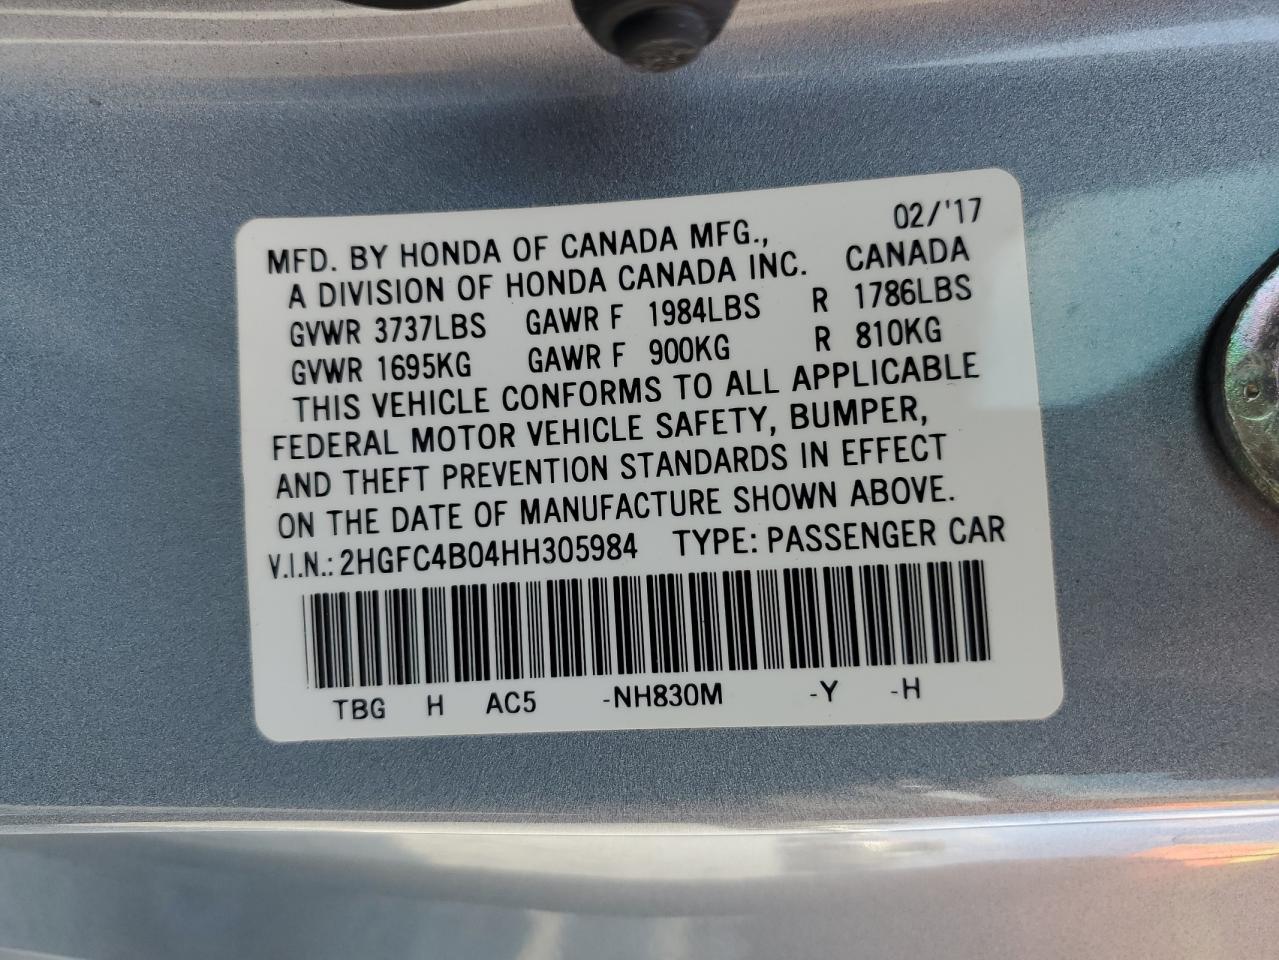 02/'17
MFD. BY HONDA OF CANADA MFG.,
A DIVISION OF HONDA CANADA INC. CANADA
GVWR 3737LBS GAWR F 1984LBS R 1786LBS
GVWR 1695KG GAWR F 900KG R 810KG
THIS VEHICLE CONFORMS TO ALL APPLICABLE
FEDERAL MOTOR VEHICLE SAFETY, BUMPER,
AND THEFT PREVENTION STANDARDS IN EFFECT
ON THE DATE OF MANUFACTURE SHOWN ABOVE.
V.I.N.: 2HGFC4B04HH305984 TYPE: PASSENGER CAR
TBG H AC5 -NH830M -Y -H